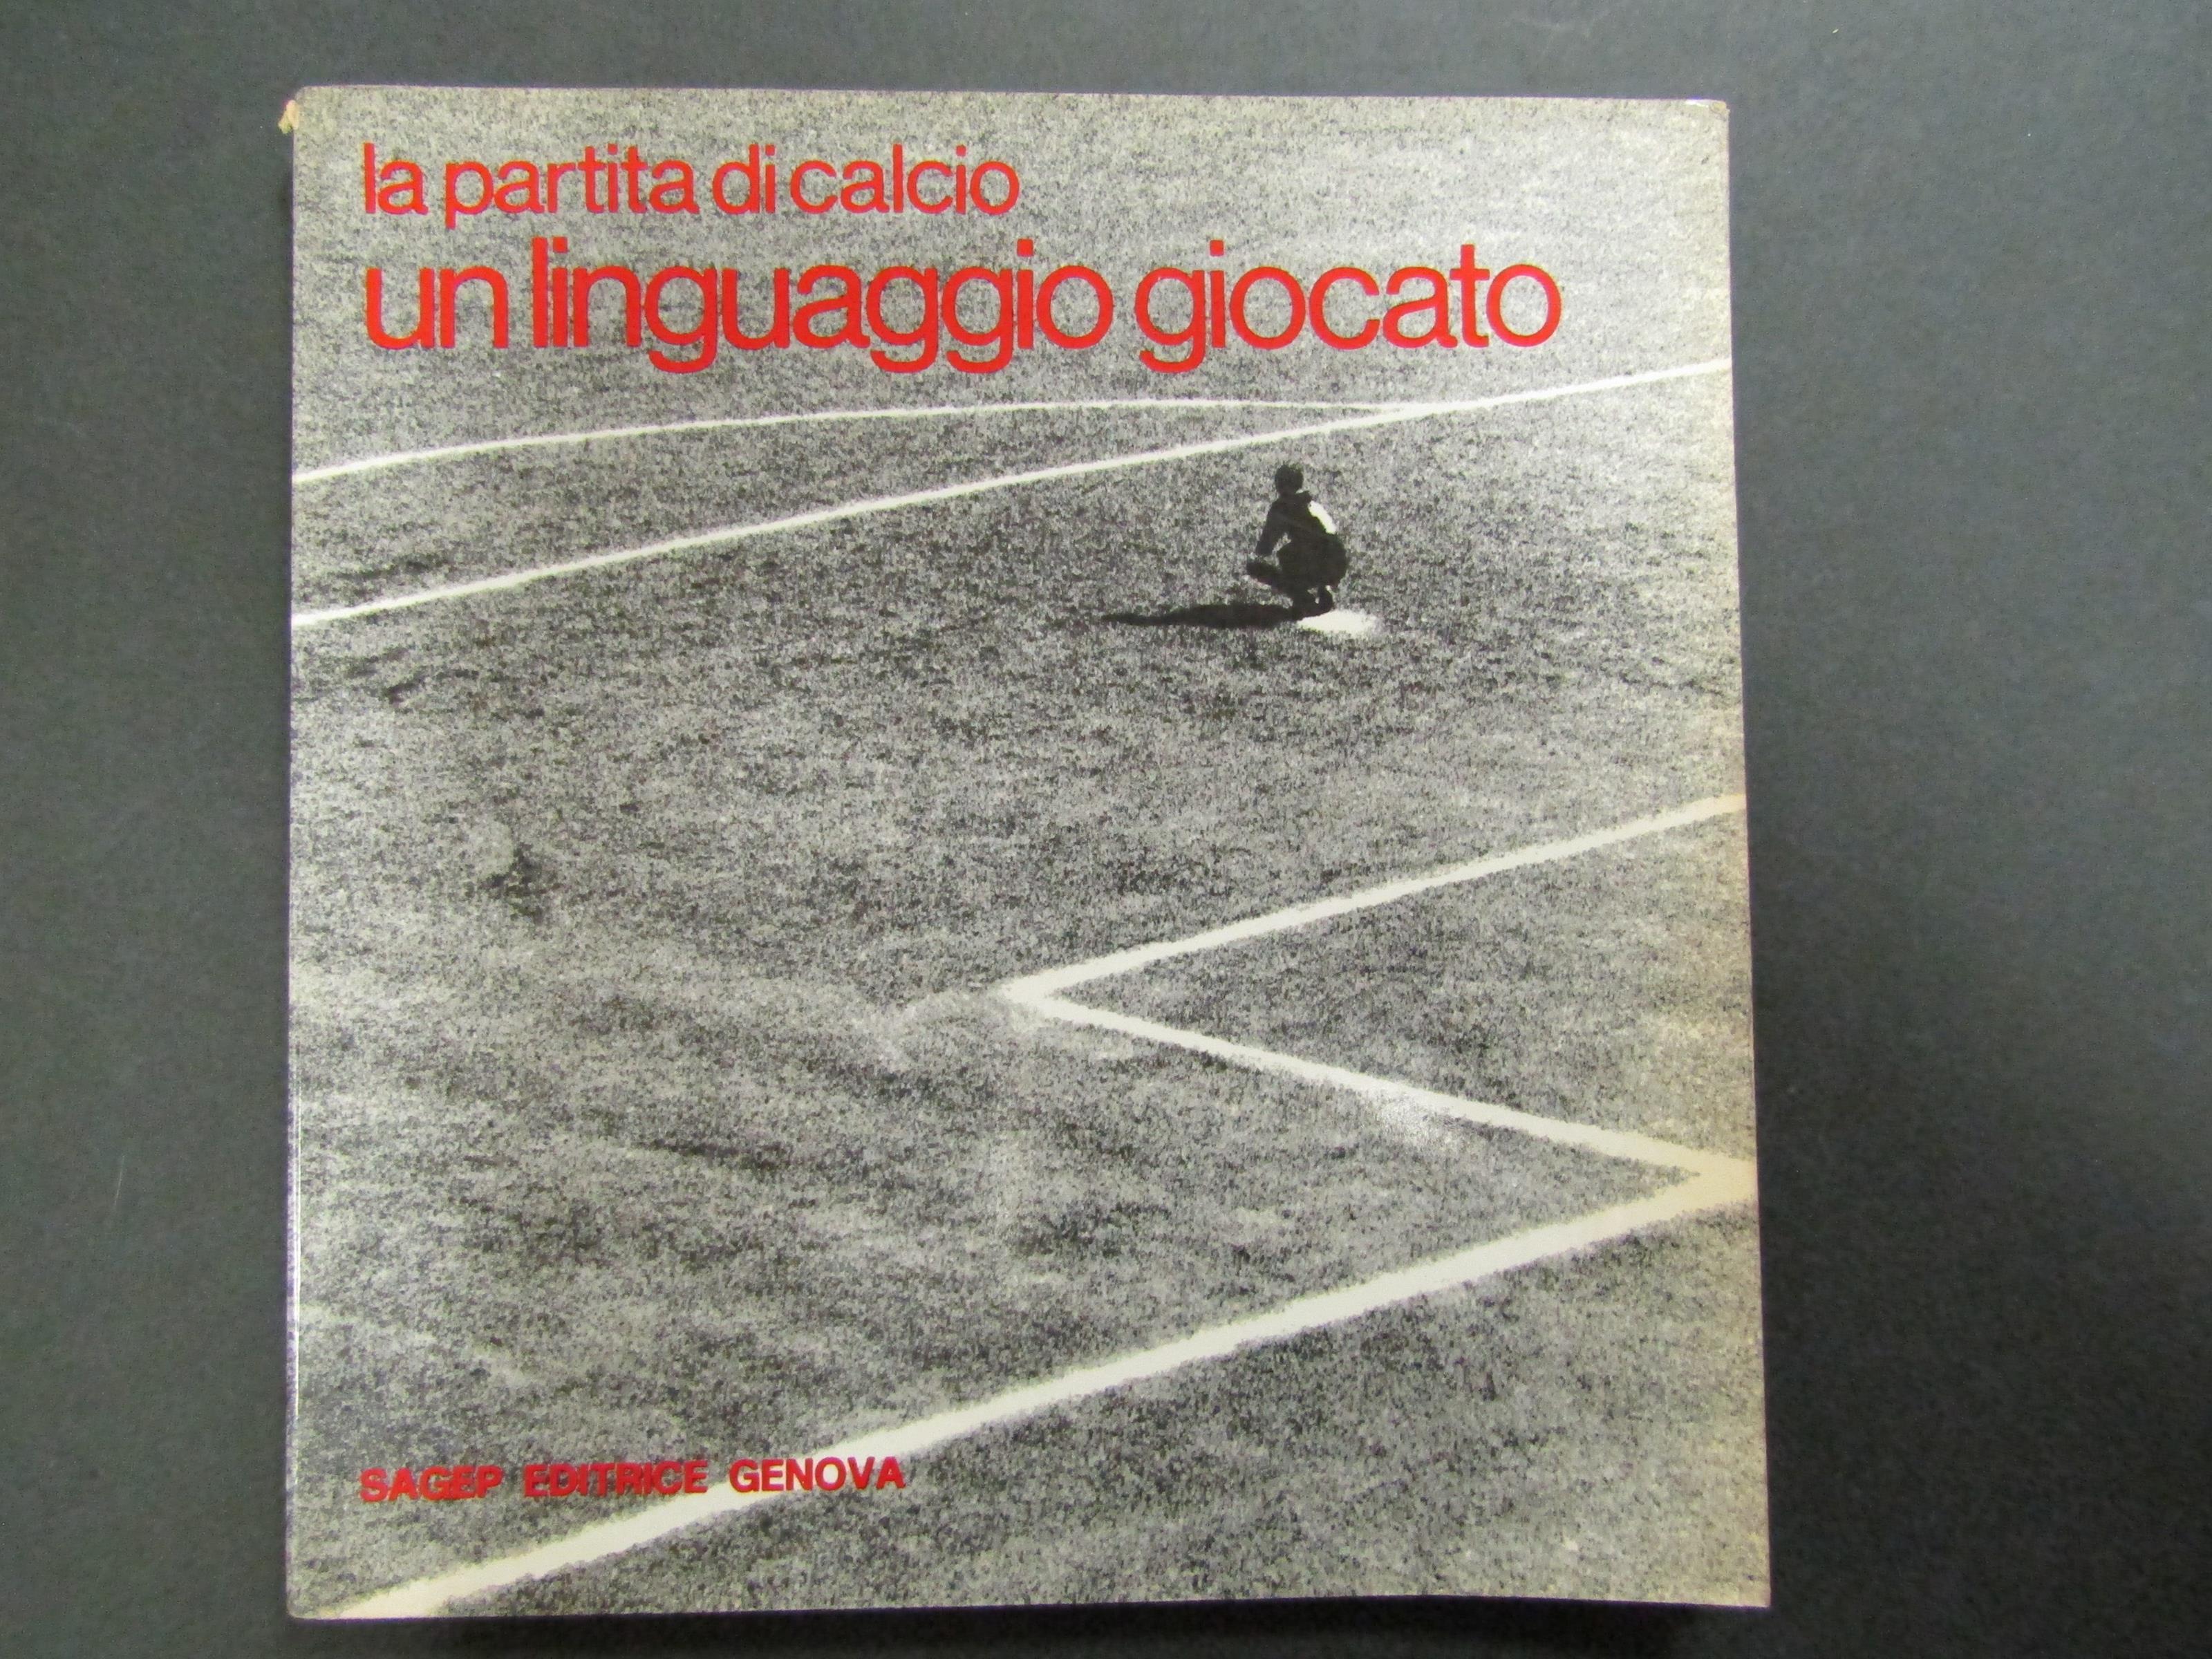 la partita di calcio
un linguaggio giocato
SAGEP EDITRICE GENOVA